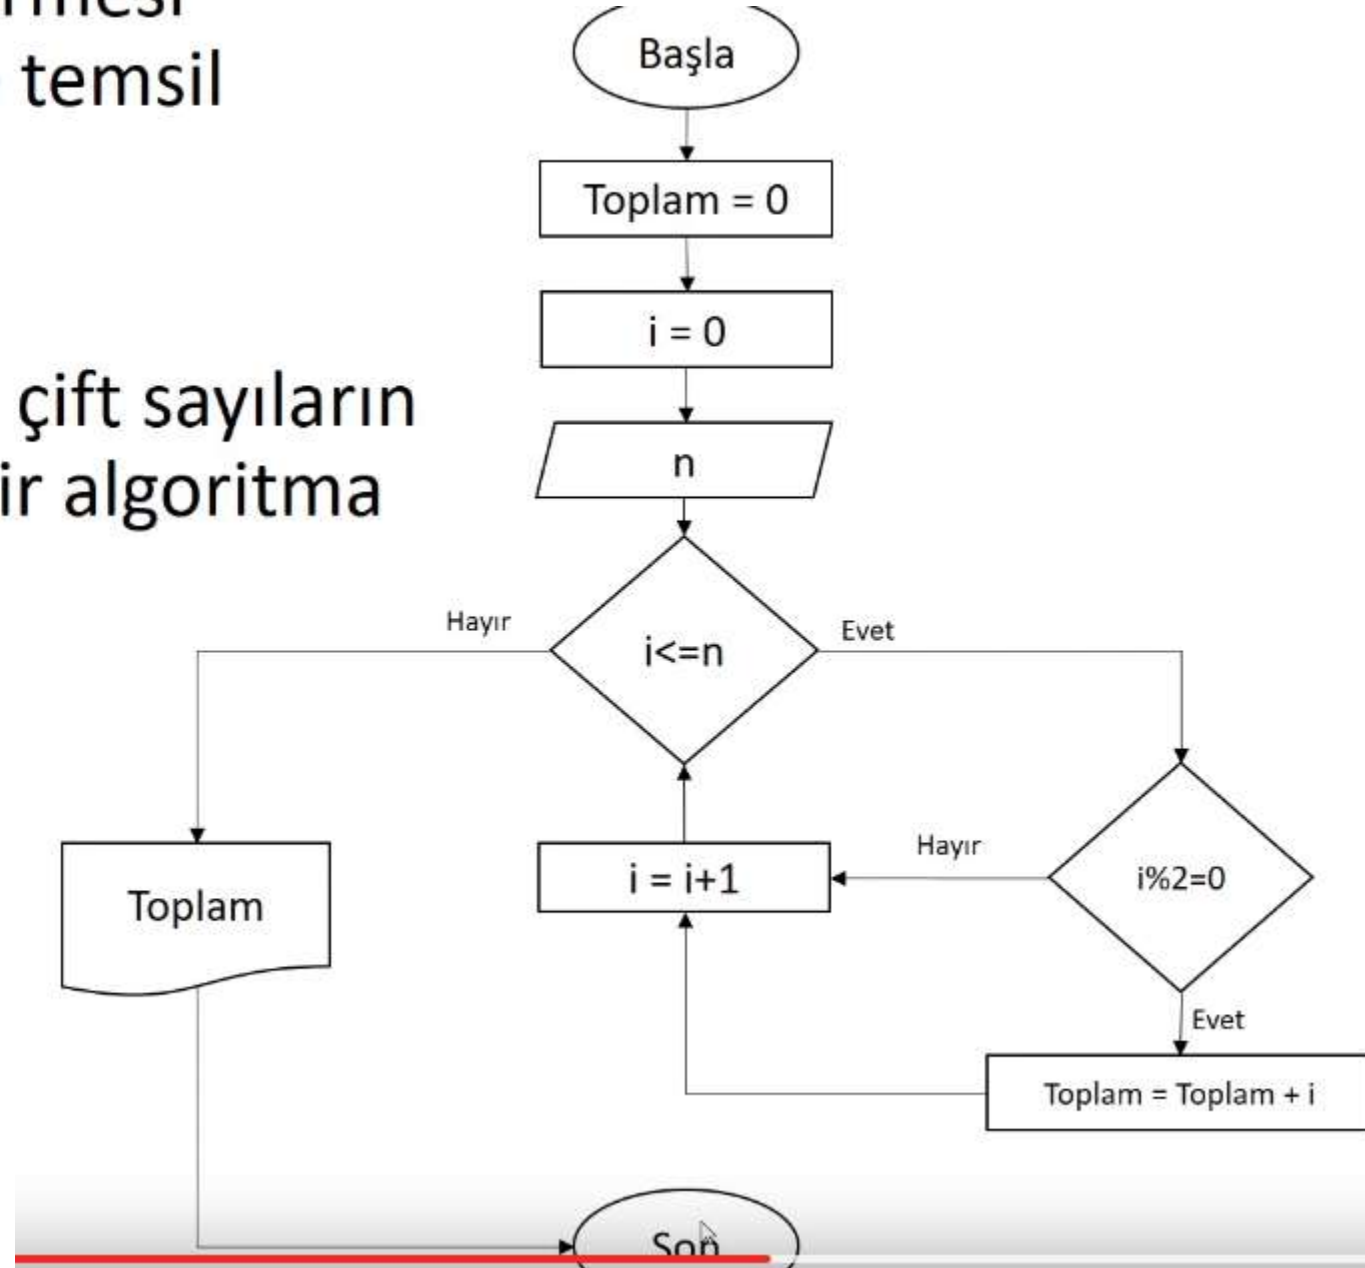 temsil
çift sayıların
ir algoritma
Başla
Toplam = 0
i = 0
n
i<=n
Hayır
Evet
Toplam
i = i+1
Hayır
i%2=0
Evet
Toplam = Toplam + i
Son